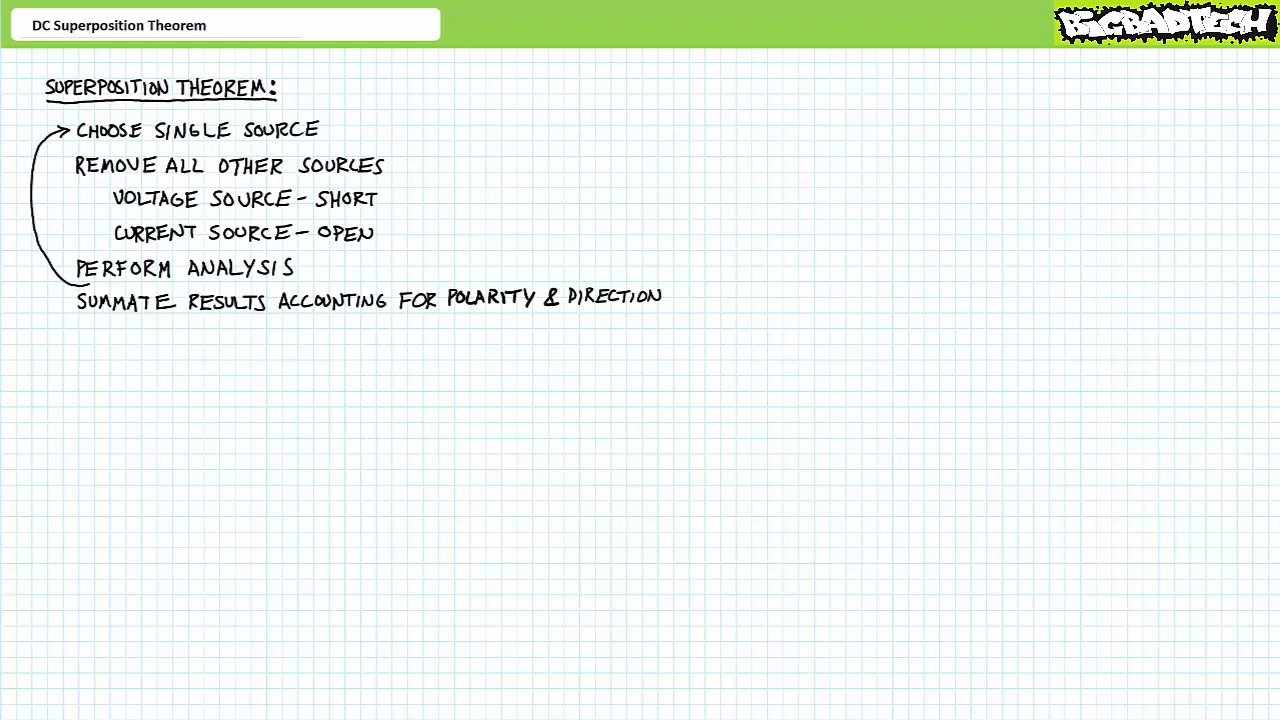 DC Superposition Theorem
BIGBADTECH
SUPERPOSITION THEOREM:
CHOOSE SINGLE SOURCE
REMOVE ALL OTHER SOURCES
VOLTAGE SOURCE - SHORT
CURRENT SOURCE - OPEN
PERFORM ANALYSIS
SUMMATE RESULTS ACCOUNTING FOR POLARITY & DIRECTION